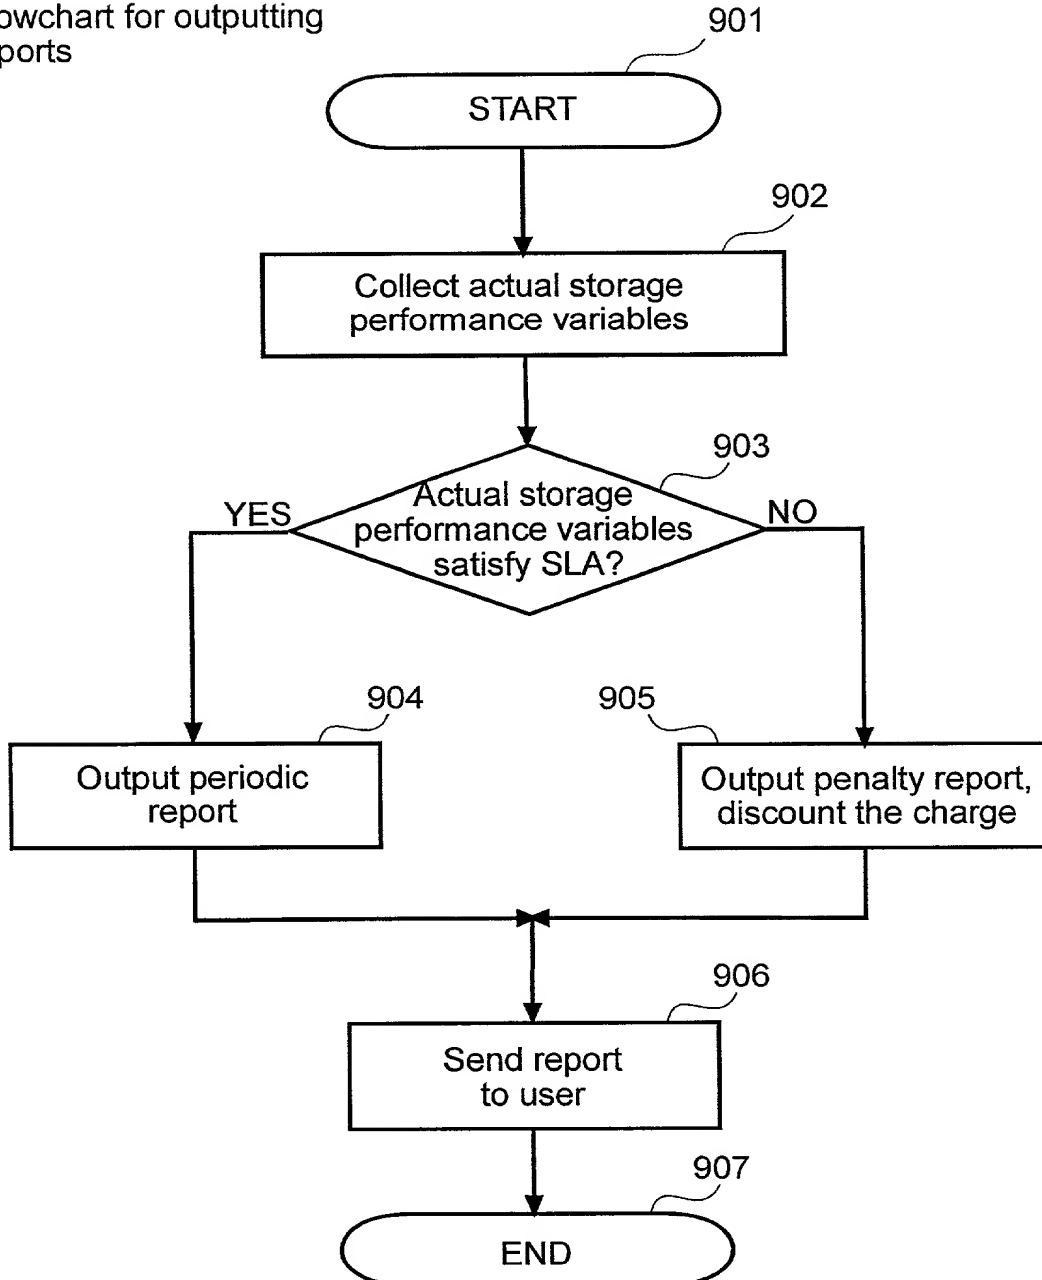 owchart for outputting
ports
901
START
902
Collect actual storage
performance variables
903
YES
Actual storage
performance variables
satisfy SLA?
NO
904
905
Output periodic
report
Output penalty report,
discount the charge
906
Send report
to user
907
END